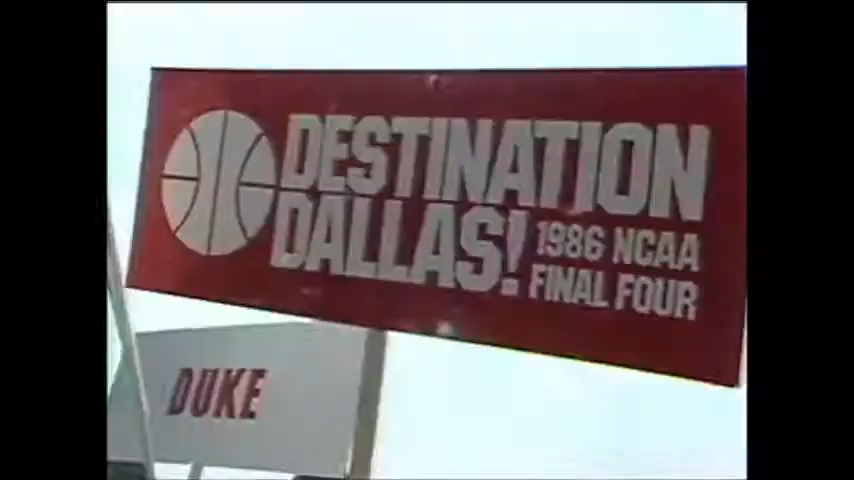 DESTINATION
DALLAS! 1986 NCAA
FINAL FOUR
DUKE